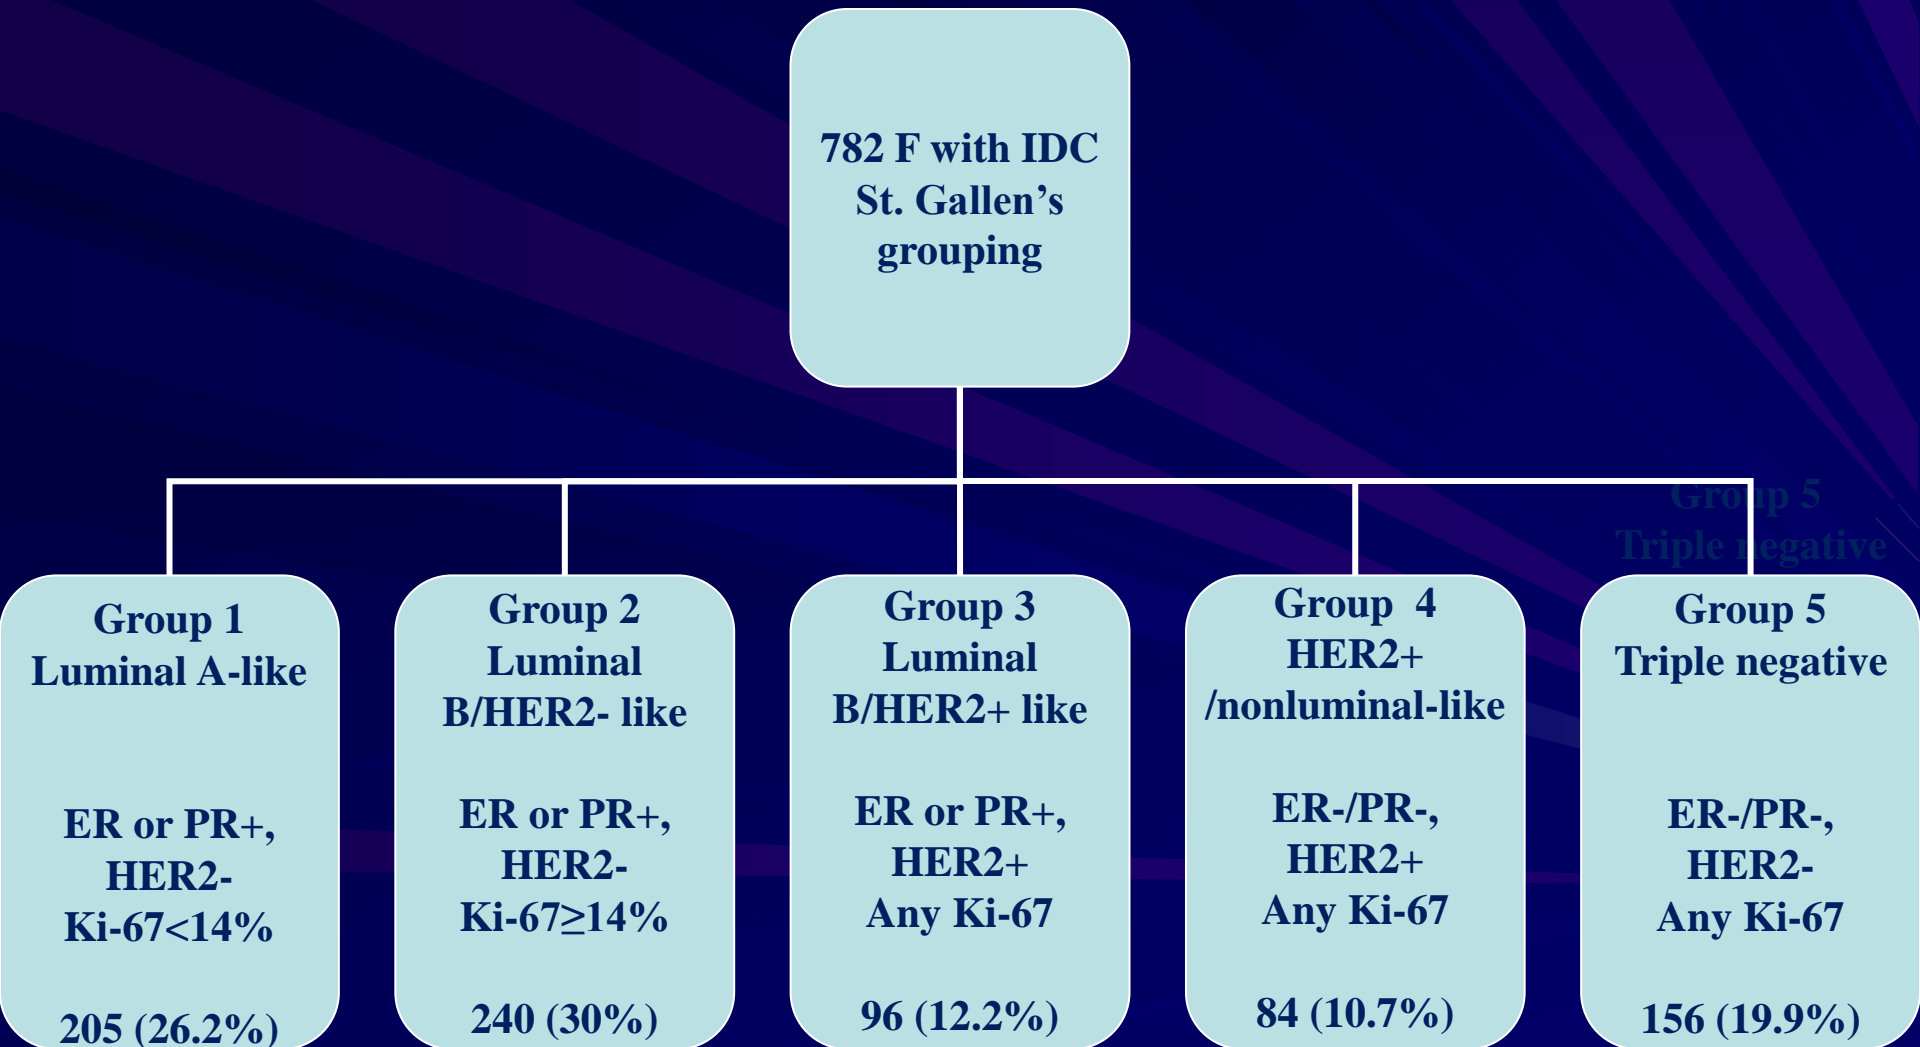 782 F with IDC
St. Gallen’s
grouping
Group 5
Triple negative
Group 1
Luminal A-like
ER or PR+,
HER2-
Ki-67<14%
205 (26.2%)
Group 2
Luminal
B/HER2- like
ER or PR+,
HER2-
Ki-67≥14%
240 (30%)
Group 3
Luminal
B/HER2+ like
ER or PR+,
HER2+
Any Ki-67
96 (12.2%)
Group 4
HER2+
/nonluminal-like
ER-/PR-,
HER2+
Any Ki-67
84 (10.7%)
Group 5
Triple negative
ER-/PR-,
HER2-
Any Ki-67
156 (19.9%)